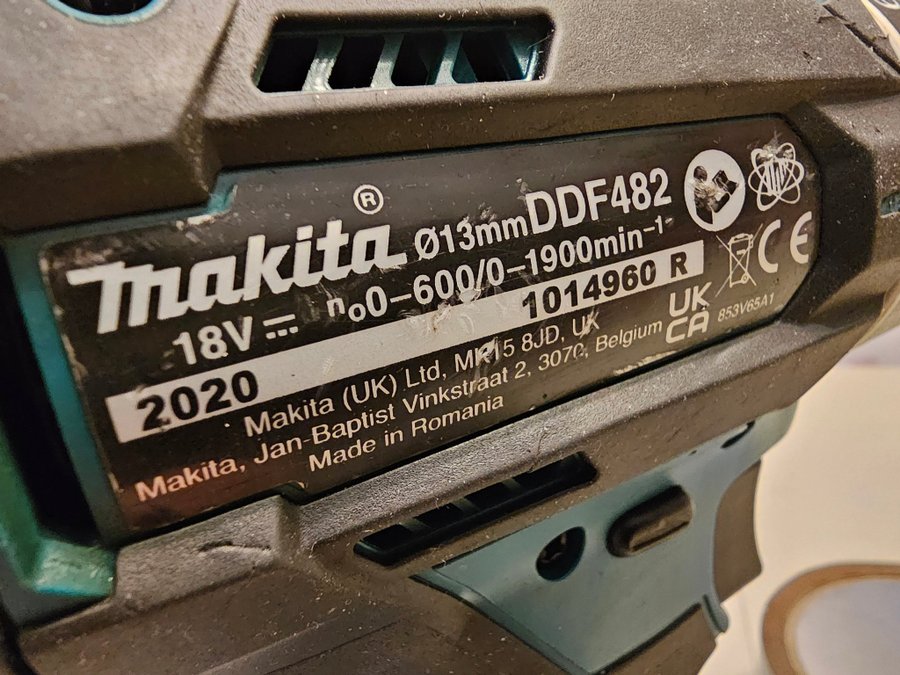 makita® Ø13mm DDF482
18V⎓ n₀0-600/0-1900min⁻¹
2020 1014960 R
Makita (UK) Ltd, MK15 8JD, UK
Makita, Jan-Baptist Vinkstraat 2, 3070, Belgium
Made in Romania
CE
UK
CA
853V65A1